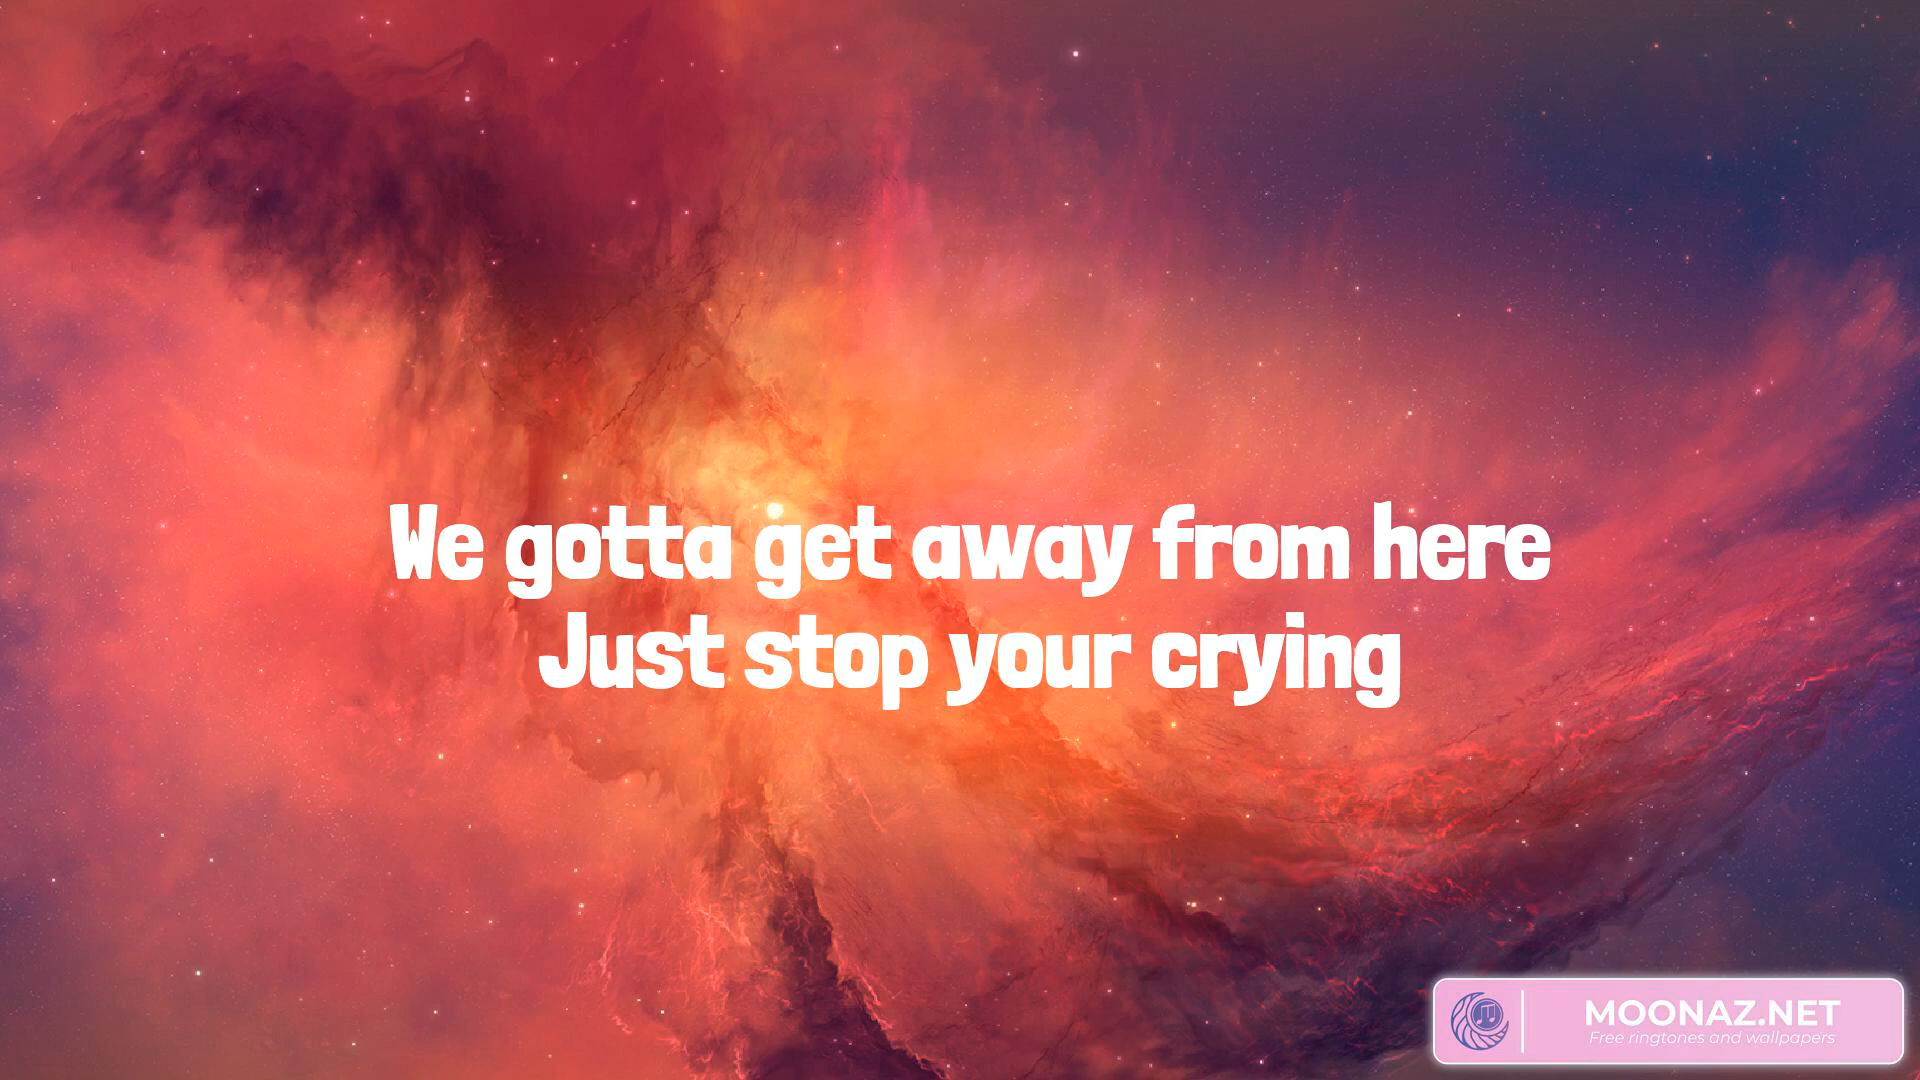 We gotta get away from here
Just stop your crying
MOONAZ.NET
Free ringtones and wallpapers